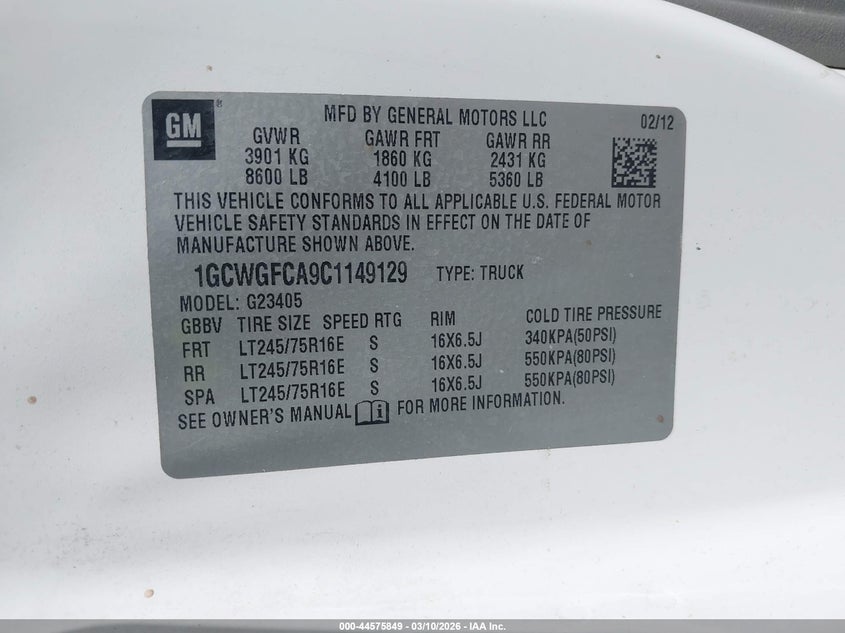 GM ®
MFD BY GENERAL MOTORS LLC 02/12
GVWR GAWR FRT GAWR RR
3901 KG 1860 KG 2431 KG
8600 LB 4100 LB 5360 LB
THIS VEHICLE CONFORMS TO ALL APPLICABLE U.S. FEDERAL MOTOR
VEHICLE SAFETY STANDARDS IN EFFECT ON THE DATE OF
MANUFACTURE SHOWN ABOVE.
1GCWGFCA9C1149129 TYPE: TRUCK
MODEL: G23405
GBBV TIRE SIZE SPEED RTG RIM COLD TIRE PRESSURE
FRT LT245/75R16E S 16X6.5J 340KPA(50PSI)
RR LT245/75R16E S 16X6.5J 550KPA(80PSI)
SPA LT245/75R16E S 16X6.5J 550KPA(80PSI)
SEE OWNER'S MANUAL i FOR MORE INFORMATION.
000-44575849 — 03/10/2026 — IAA Inc.